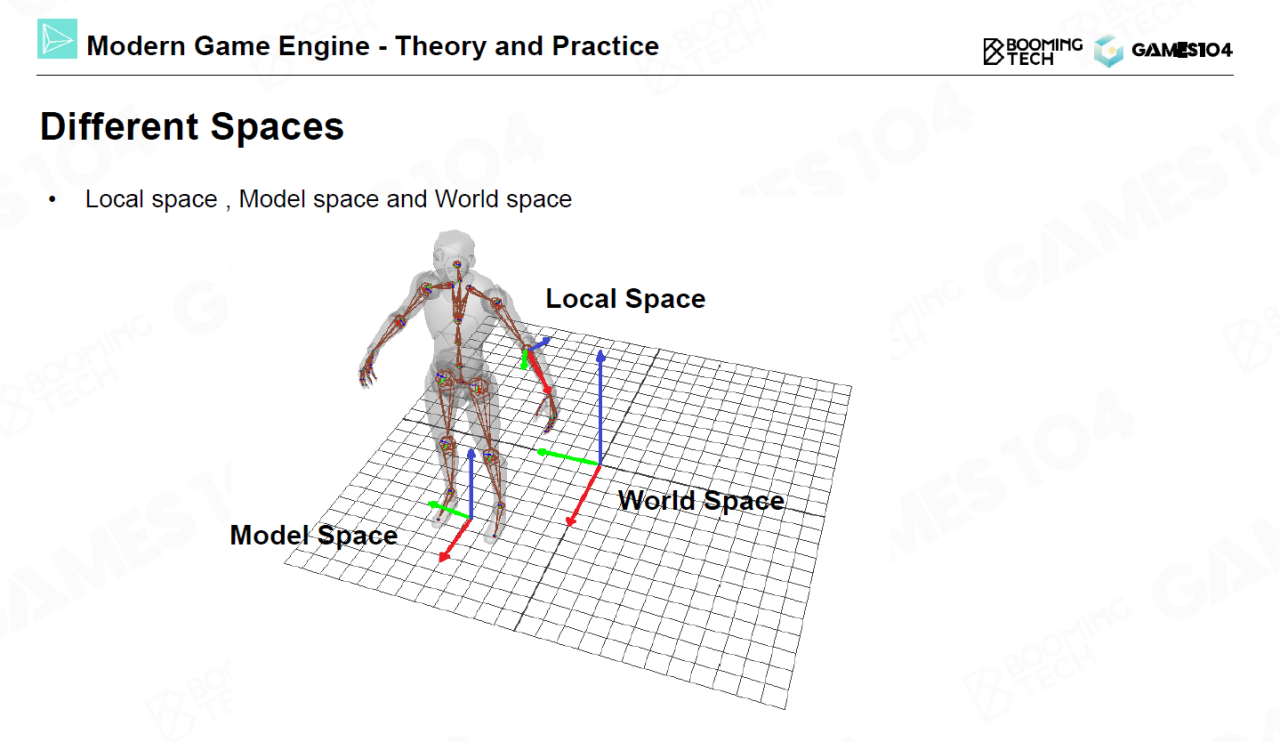 Modern Game Engine - Theory and Practice
BOOMING
TECH
GAMES104
Different Spaces
• Local space , Model space and World space
Local Space
World Space
Model Space